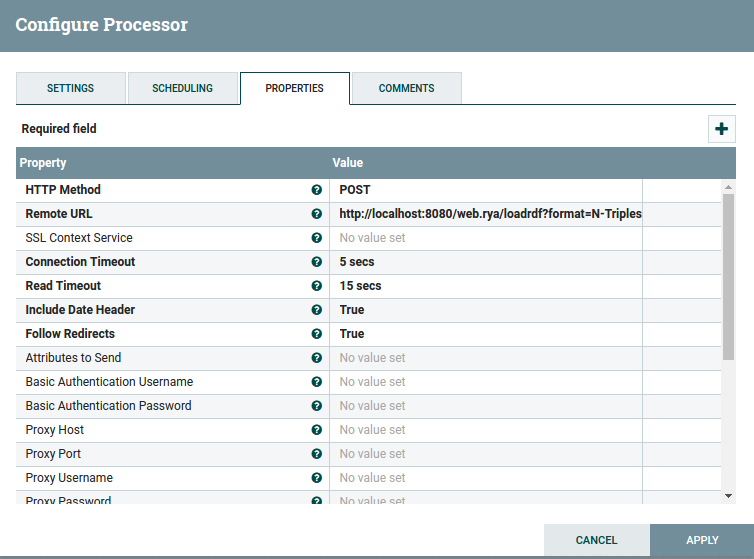 Configure Processor
SETTINGS SCHEDULING PROPERTIES COMMENTS
Required field
Property Value
HTTP Method POST
Remote URL http://localhost:8080/web.rya/loadrdf?format=N-Triples
SSL Context Service No value set
Connection Timeout 5 secs
Read Timeout 15 secs
Include Date Header True
Follow Redirects True
Attributes to Send No value set
Basic Authentication Username No value set
Basic Authentication Password No value set
Proxy Host No value set
Proxy Port No value set
Proxy Username No value set
Proxy Password No value set
CANCEL APPLY